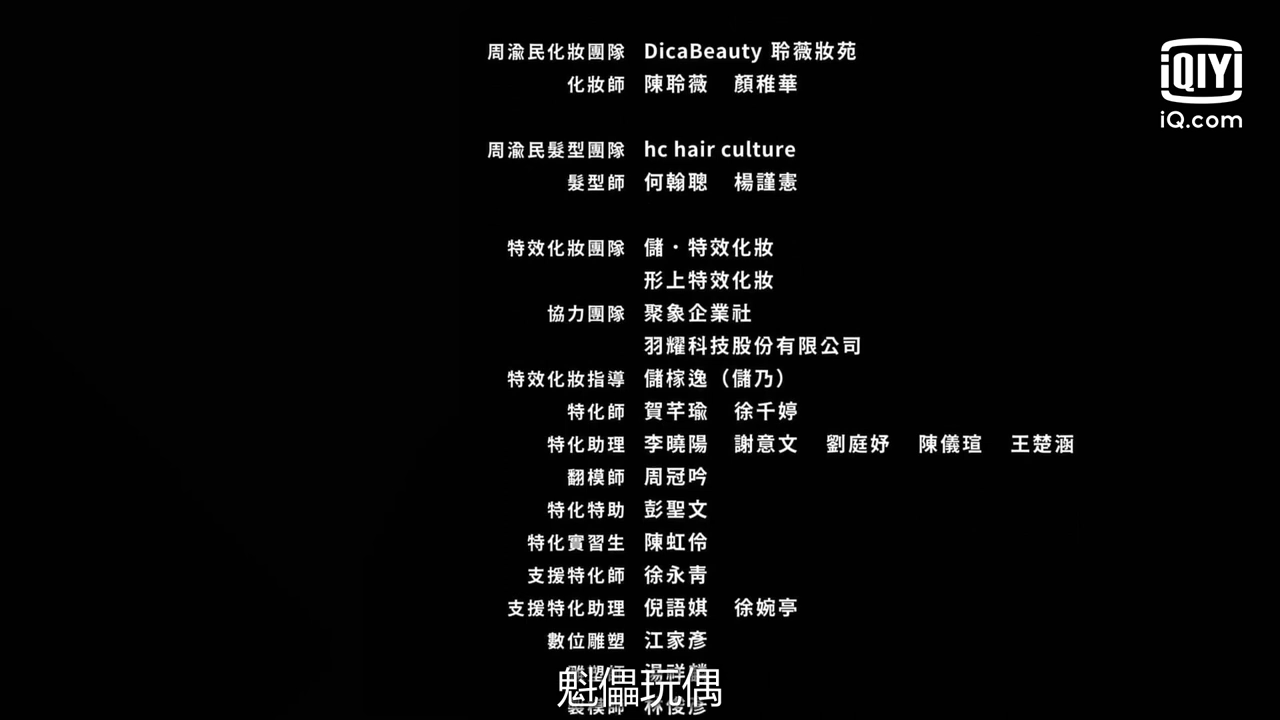 周渝民化妝團隊 DicaBeauty 聆薇妝苑
化妝師 陳聆薇 顏稚華
周渝民髮型團隊 hc hair culture
髮型師 何翰聰 楊謹憲
特效化妝團隊 儲·特效化妝
形上特效化妝
協力團隊 聚象企業社
羽耀科技股份有限公司
特效化妝指導 儲稼逸（儲乃）
特化師 賀芊瑜 徐千婷
特化助理 李曉陽 謝意文 劉庭妤 陳儀瑄 王楚涵
翻模師 周冠吟
特化特助 彭聖文
特化實習生 陳虹伶
支援特化師 徐永青
支援特化助理 倪語娸 徐婉亭
數位雕塑 江家彥
魁儡玩偶
裝模師 林俊彥
iQIYI
iQ.com